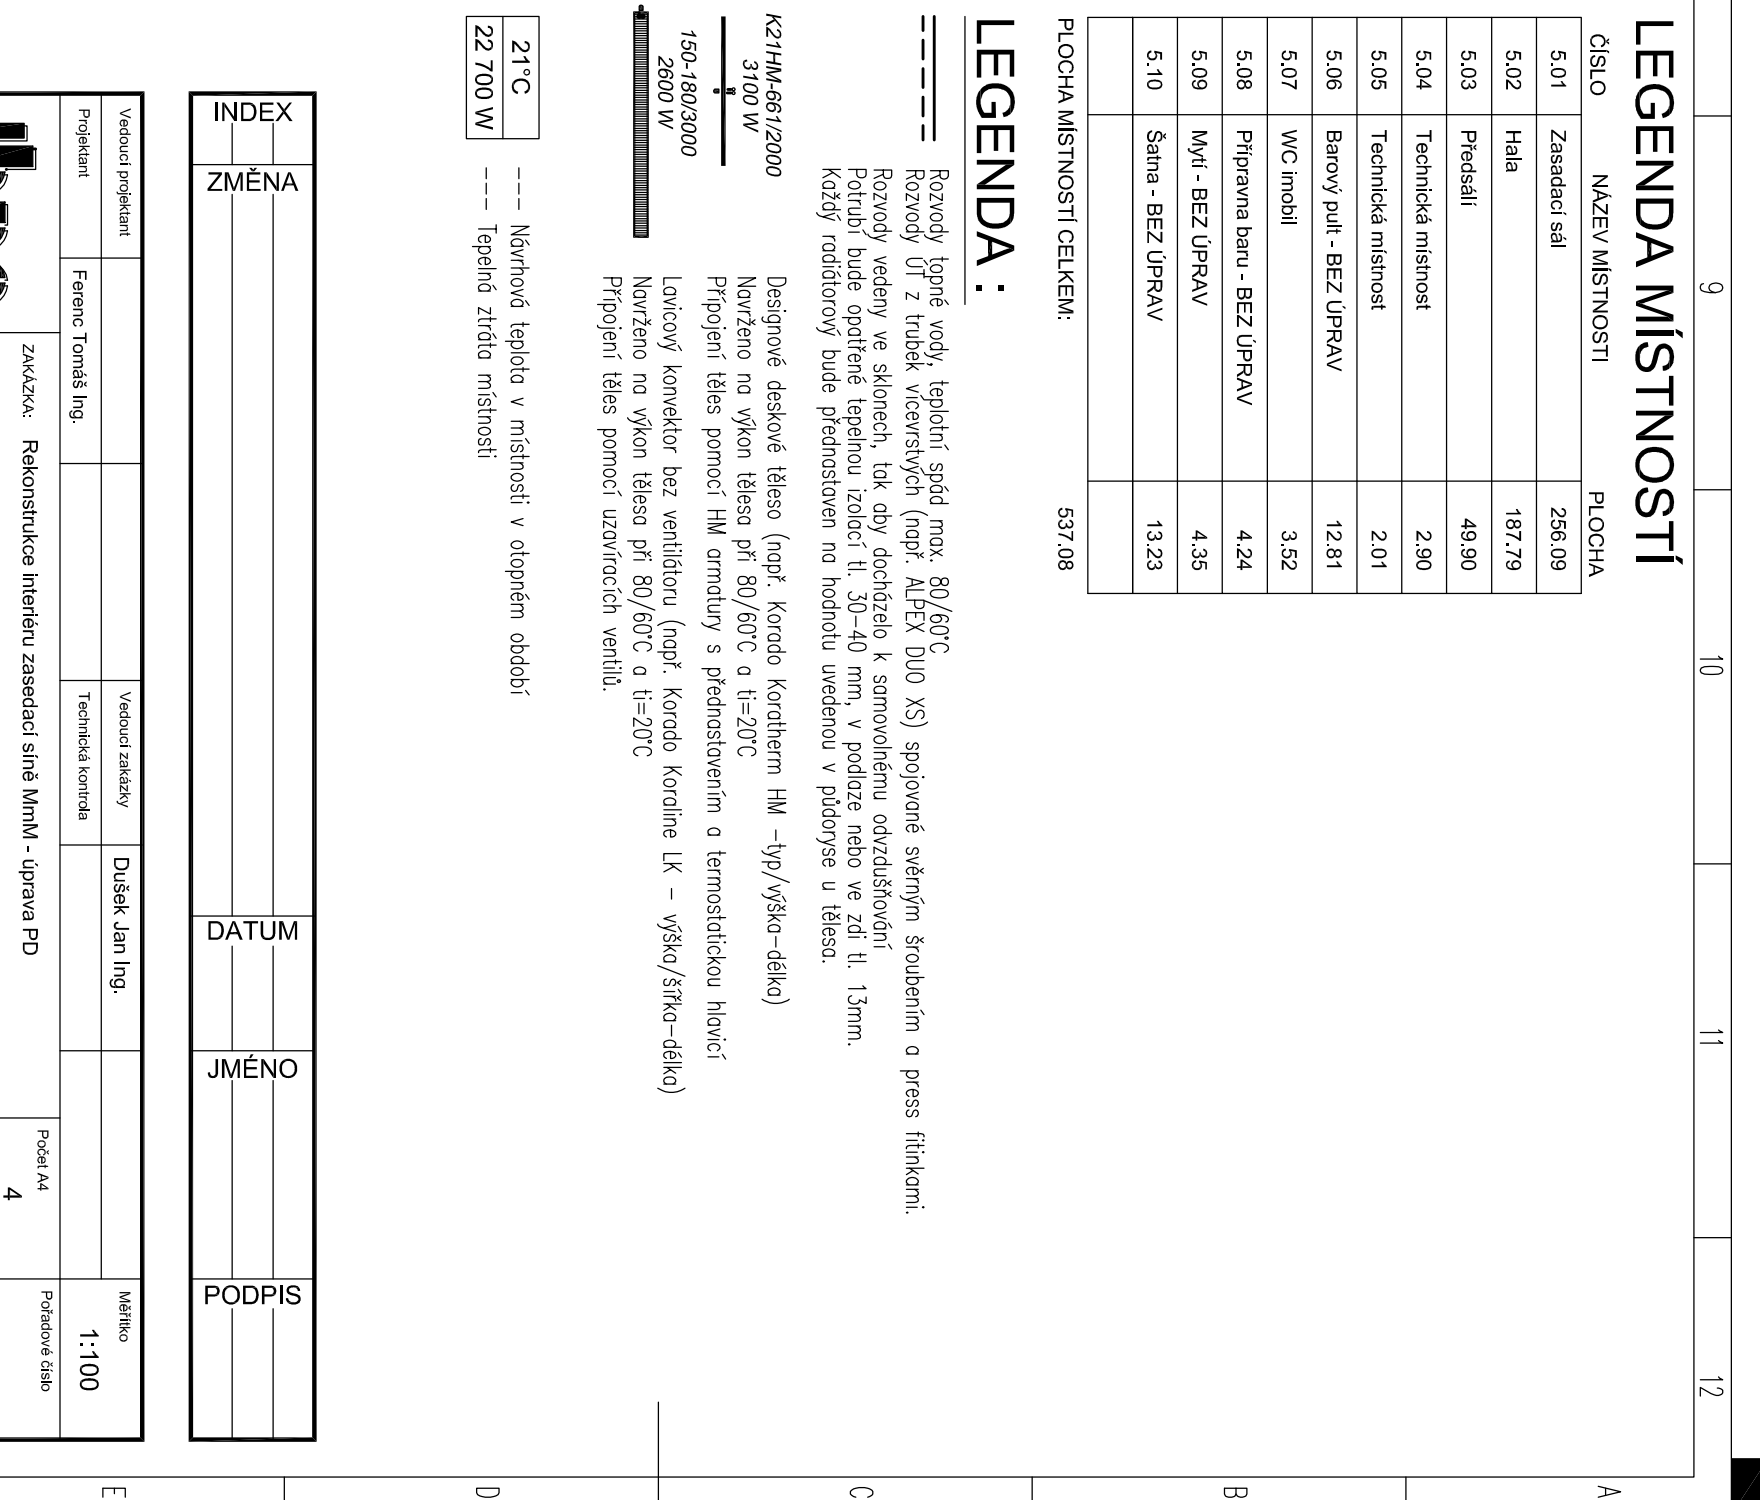 9
10
11
12
A
B
C
D
E
LEGENDA MÍSTNOSTÍ
ČÍSLO NÁZEV MÍSTNOSTI PLOCHA
5.01 Zasadací sál 256.09
5.02 Hala 187.79
5.03 Předsálí 49.90
5.04 Technická místnost 2.90
5.05 Technická místnost 2.01
5.06 Barový pult - BEZ ÚPRAV 12.81
5.07 WC imobil 3.52
5.08 Přípravna baru - BEZ ÚPRAV 4.24
5.09 Mytí - BEZ ÚPRAV 4.35
5.10 Šatna - BEZ ÚPRAV 13.23
PLOCHA MÍSTNOSTÍ CELKEM: 537.08
LEGENDA :
Rozvody topné vody, teplotní spád max. 80/60°C
Rozvody ÚT z trubek vícevrstvých (např. ALPEX DUO XS) spojované svěrným šroubením a press fitinkami.
Rozvody vedeny ve sklonech, tak aby docházelo k samovolnému odvzdušňování
Potrubí bude opatřené tepelnou izolací tl. 30-40 mm, v podlaze nebo ve zdi tl. 13mm.
Každý radiátorový bude přednastaven na hodnotu uvedenou v půdoryse u tělesa.
K21HM-661/2000
3100 W
Designové deskové těleso (např. Korado Koratherm HM -typ/výška-délka)
Navrženo na výkon tělesa při 80/60°C a ti=20°C
Přípojení těles pomocí HM armatury s přednastavením a termostatickou hlavicí
150-180/3000
2600 W
Lavicový konvektor bez ventilátoru (např. Korado Koraline LK - výška/šířka-délka)
Navrženo na výkon tělesa při 80/60°C a ti=20°C
Přípojení těles pomocí uzavíracích ventilů.
21°C --- Návrhová teplota v místnosti v otopném období
22 700 W --- Tepelná ztráta místnosti
INDEX
ZMĚNA
DATUM
JMÉNO
PODPIS
Vedoucí projektant
Vedoucí zakázky Dušek Jan Ing.
Měřítko
Projektant Ferenc Tomáš Ing.
Technická kontrola
1:100
ZAKÁZKA: Rekonstrukce interiéru zasedací síně MmM - úprava PD
Počet A4
4
Pořadové číslo